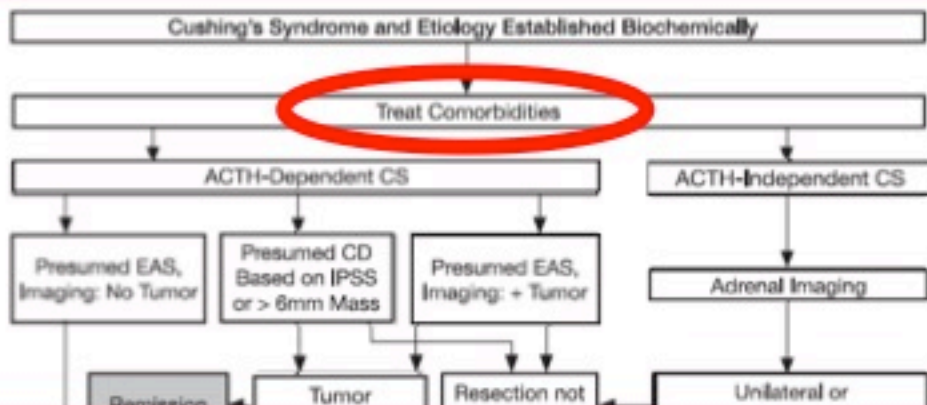 Cushing's Syndrome and Etiology Established Biochemically
Treat Comorbidities
ACTH-Dependent CS
ACTH-Independent CS
Presumed EAS,
Imaging: No Tumor
Presumed CD
Based on IPSS
or > 6mm Mass
Presumed EAS,
Imaging: + Tumor
Adrenal Imaging
Remission
Tumor
Resection not
Unilateral or